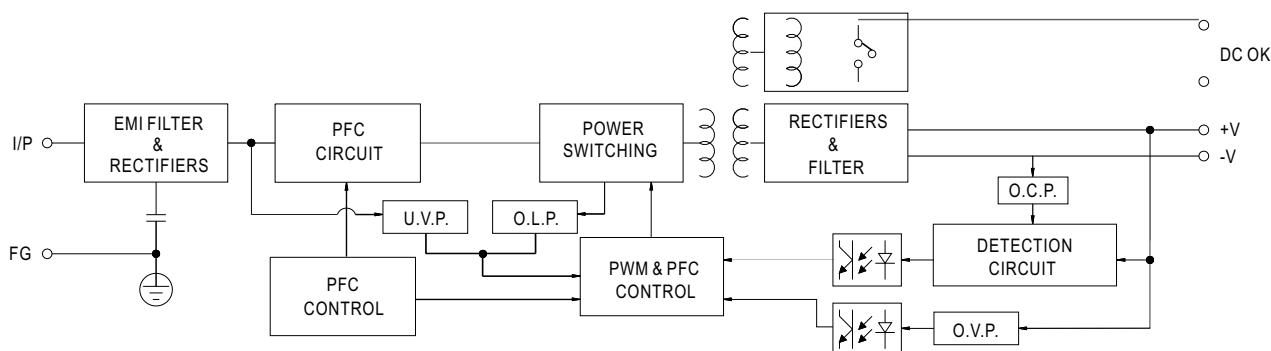 DC OK
I/P
EMI FILTER
&
RECTIFIERS
PFC
CIRCUIT
POWER
SWITCHING
RECTIFIERS
&
FILTER
+V
-V
U.V.P.
O.L.P.
O.C.P.
FG
PFC
CONTROL
PWM & PFC
CONTROL
DETECTION
CIRCUIT
O.V.P.